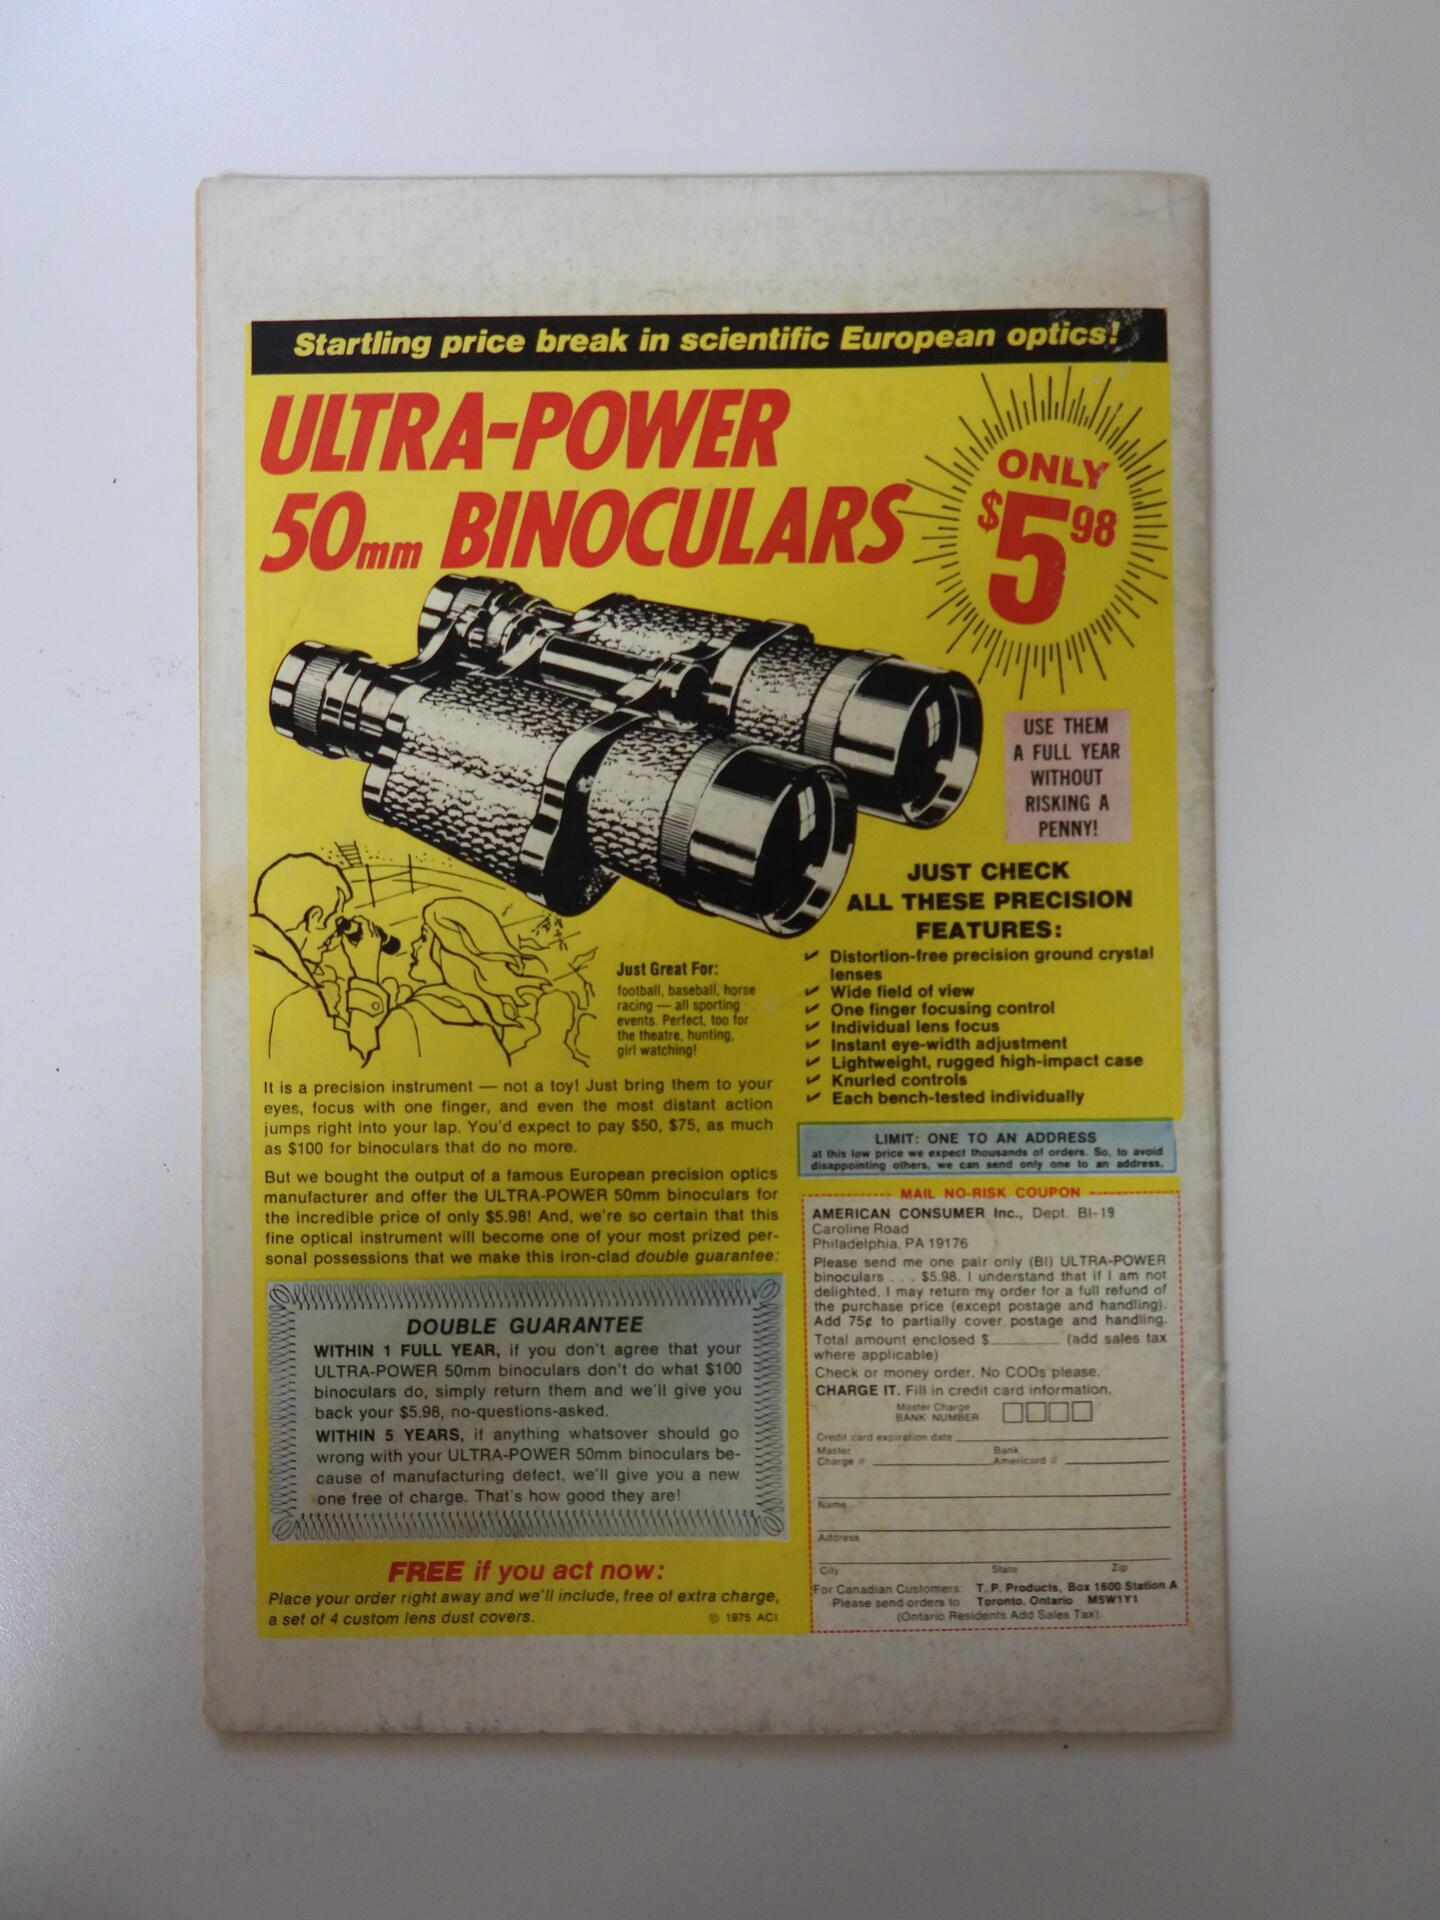 Startling price break in scientific European optics!
ULTRA-POWER
50mm BINOCULARS
ONLY
$5.98
USE THEM
A FULL YEAR
WITHOUT
RISKING A
PENNY!
JUST CHECK
ALL THESE PRECISION
FEATURES:
✓ Distortion-free precision ground crystal
lenses
✓ Wide field of view
✓ One finger focusing control
✓ Individual lens focus
✓ Instant eye-width adjustment
✓ Lightweight, rugged high-impact case
✓ Knurled controls
✓ Each bench-tested individually
Just Great For:
football, baseball, horse
racing — all sporting
events. Perfect, too for
the theatre, hunting,
girl watching!
It is a precision instrument — not a toy! Just bring them to your
eyes, focus with one finger, and even the most distant action
jumps right into your lap. You'd expect to pay $50, $75, as much
as $100 for binoculars that do no more.
But we bought the output of a famous European precision optics
manufacturer and offer the ULTRA-POWER 50mm binoculars for
the incredible price of only $5.98! And, we're so certain that this
fine optical instrument will become one of your most prized per-
sonal possessions that we make this iron-clad double guarantee:
DOUBLE GUARANTEE
WITHIN 1 FULL YEAR, if you don't agree that your
ULTRA-POWER 50mm binoculars don't do what $100
binoculars do, simply return them and we'll give you
back your $5.98, no-questions-asked.
WITHIN 5 YEARS, if anything whatsover should go
wrong with your ULTRA-POWER 50mm binoculars be-
cause of manufacturing defect, we'll give you a new
one free of charge. That's how good they are!
FREE if you act now:
Place your order right away and we'll include, free of extra charge,
a set of 4 custom lens dust covers.
© 1975 ACI
LIMIT: ONE TO AN ADDRESS
at this low price we expect thousands of orders. So, to avoid
disappointing others, we can send only one to an address.
MAIL NO-RISK COUPON
AMERICAN CONSUMER Inc., Dept. BI-19
Caroline Road
Philadelphia, PA 19176
Please send me one pair only (BI) ULTRA-POWER
binoculars . . . $5.98. I understand that if I am not
delighted, I may return my order for a full refund of
the purchase price (except postage and handling).
Add 75¢ to partially cover postage and handling.
Total amount enclosed $________ (add sales tax
where applicable)
Check or money order. No CODs please.
CHARGE IT. Fill in credit card information.
Master Charge
BANK NUMBER
Credit card expiration date
Master
Charge #
Bank
Americard #
Name
Address
City State Zip
For Canadian Customers: T. P. Products, Box 1600 Station A
Please send orders to Toronto, Ontario M5W1Y1
(Ontario Residents Add Sales Tax).